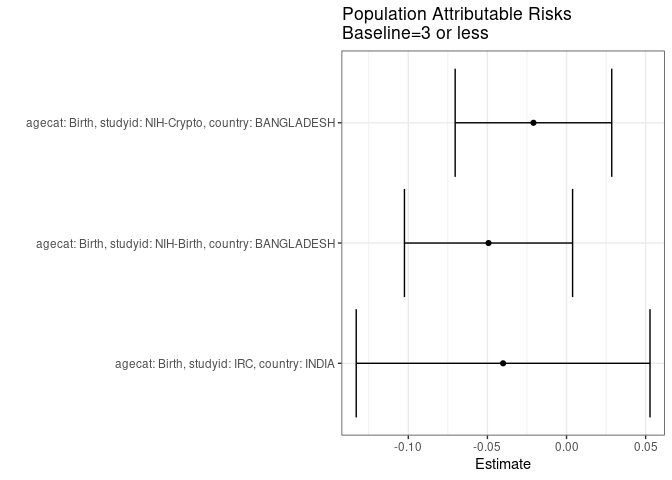 Population Attributable Risks
Baseline=3 or less
agecat: Birth, studyid: NIH-Crypto, country: BANGLADESH
agecat: Birth, studyid: NIH-Birth, country: BANGLADESH
agecat: Birth, studyid: IRC, country: INDIA
-0.10 -0.05 0.00 0.05
Estimate